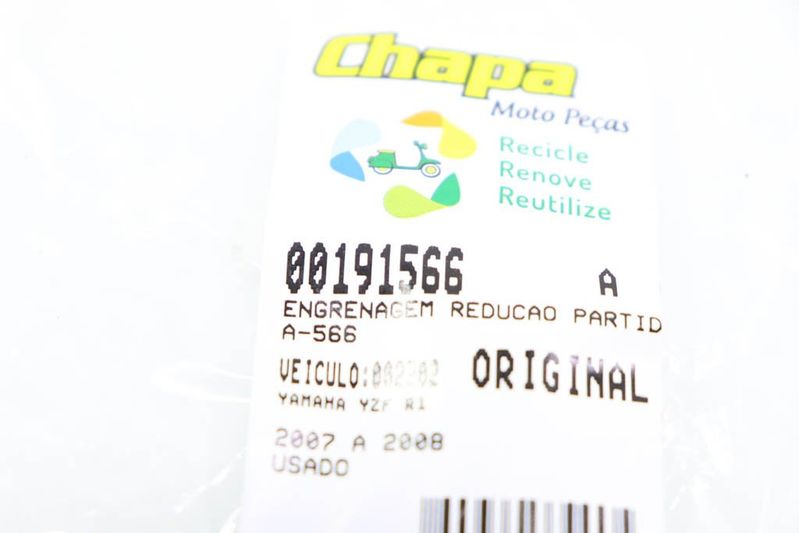 Chapa
Moto Peças
Recicle
Renove
Reutilize
00191566 A
ENGRENAGEM REDUCAO PARTID
A-566
VEICULO:002202 ORIGINAL
YAMAHA YZF R1
2007 A 2008
USADO